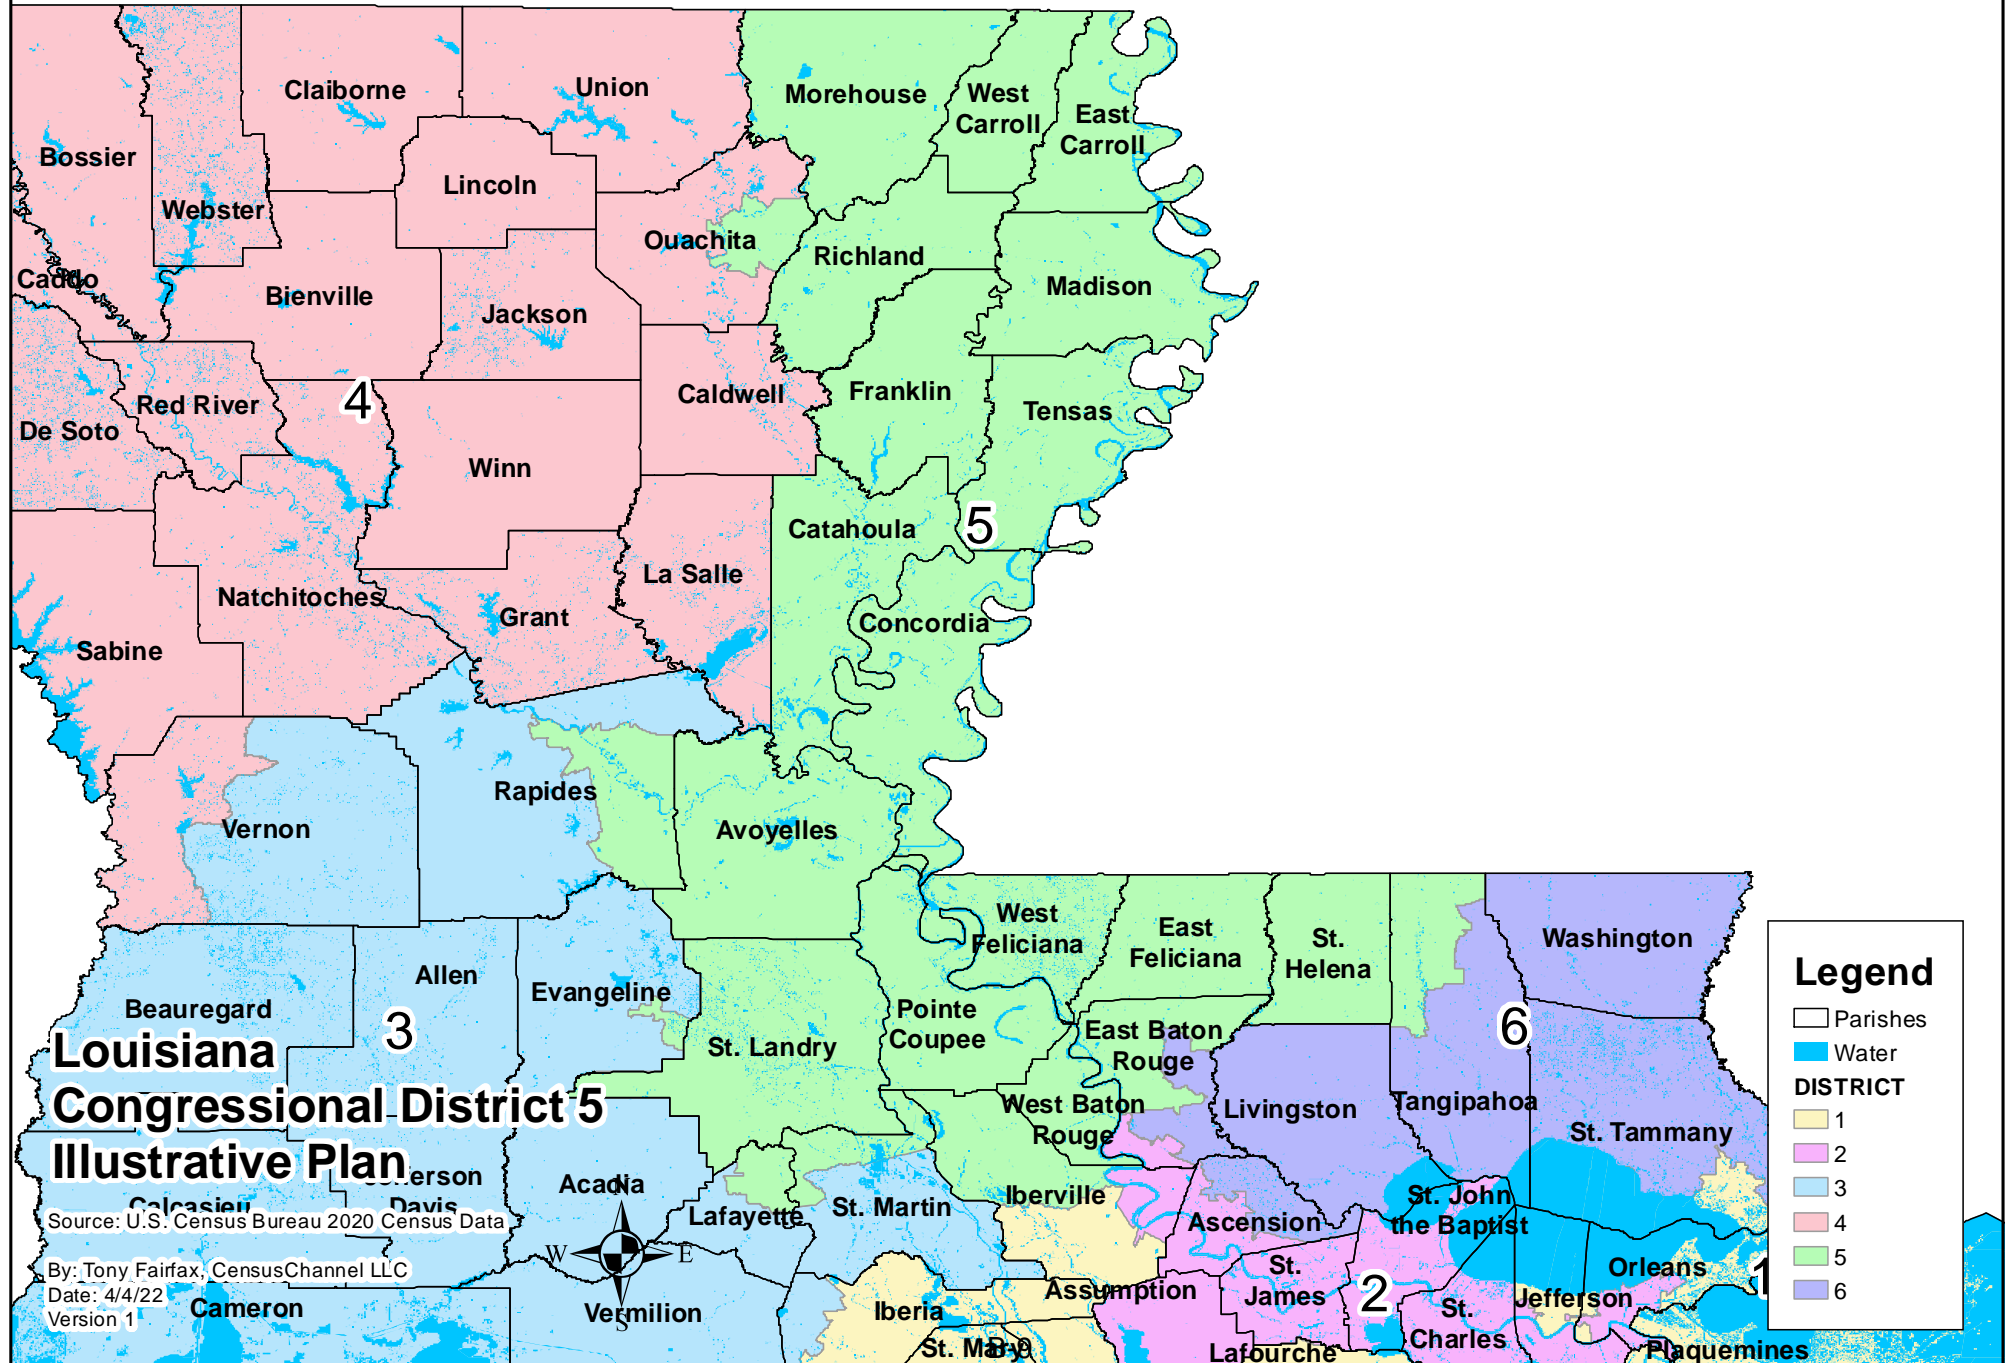 Claiborne
Union
Morehouse
West
Carroll
East
Carroll
Bossier
Lincoln
Webster
Ouachita
Richland
Caddo
Bienville
Madison
Jackson
Red River
4
Caldwell
Franklin
Tensas
De Soto
Winn
Catahoula
5
La Salle
Natchitoches
Grant
Concordia
Sabine
Rapides
Vernon
Avoyelles
West
Feliciana
East
Feliciana
St.
Helena
Washington
Allen
Evangeline
Beauregard
3
Pointe
Coupee
East Baton
Rouge
6
St. Landry
West Baton
Rouge
Livingston
Tangipahoa
St. Tammany
Louisiana
Congressional District 5
Illustrative Plan
Davis
Calcasieu
Acadia
Lafayette
St. Martin
Iberville
Ascension
St. John
the Baptist
Source: U.S. Census Bureau 2020 Census Data
By: Tony Fairfax, CensusChannel LLC
Date: 4/4/22
Version 1
Cameron
N
W
E
S
Vermilion
Iberia
Assumption
St.
James
2
St.
Charles
Jefferson
Orleans
1
St. Mary
Lafourche
Plaquemines
Legend
Parishes
Water
DISTRICT
1
2
3
4
5
6